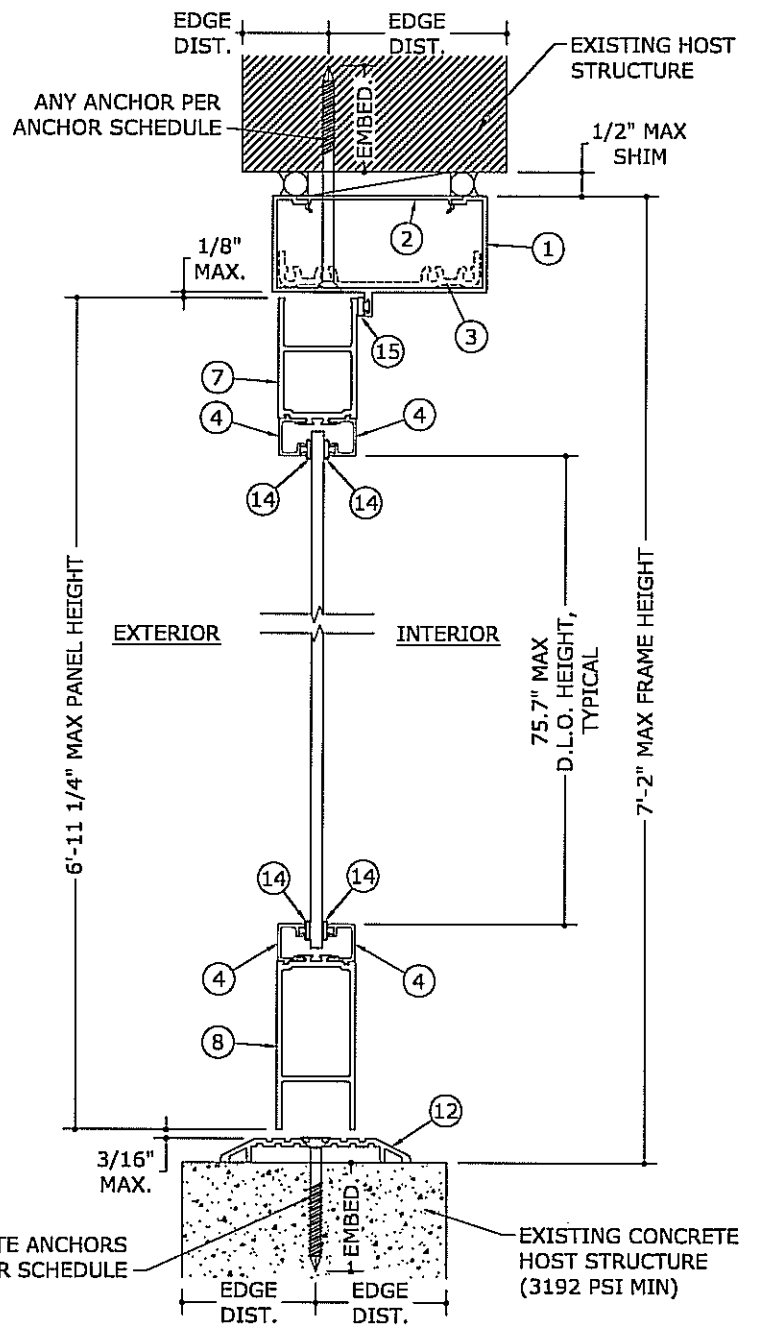 EDGE
DIST.
EDGE
DIST.
EXISTING HOST
STRUCTURE
ANY ANCHOR PER
ANCHOR SCHEDULE
EMBED.
1/2" MAX
SHIM
2
1
1/8"
MAX.
3
15
7
4
4
14
14
6'-11 1/4" MAX PANEL HEIGHT
EXTERIOR
INTERIOR
75.7" MAX
D.L.O. HEIGHT,
TYPICAL
7'-2" MAX FRAME HEIGHT
14
14
4
4
8
12
3/16"
MAX.
EMBED.
TE ANCHORS
R SCHEDULE
EXISTING CONCRETE
HOST STRUCTURE
(3192 PSI MIN)
EDGE
DIST.
EDGE
DIST.